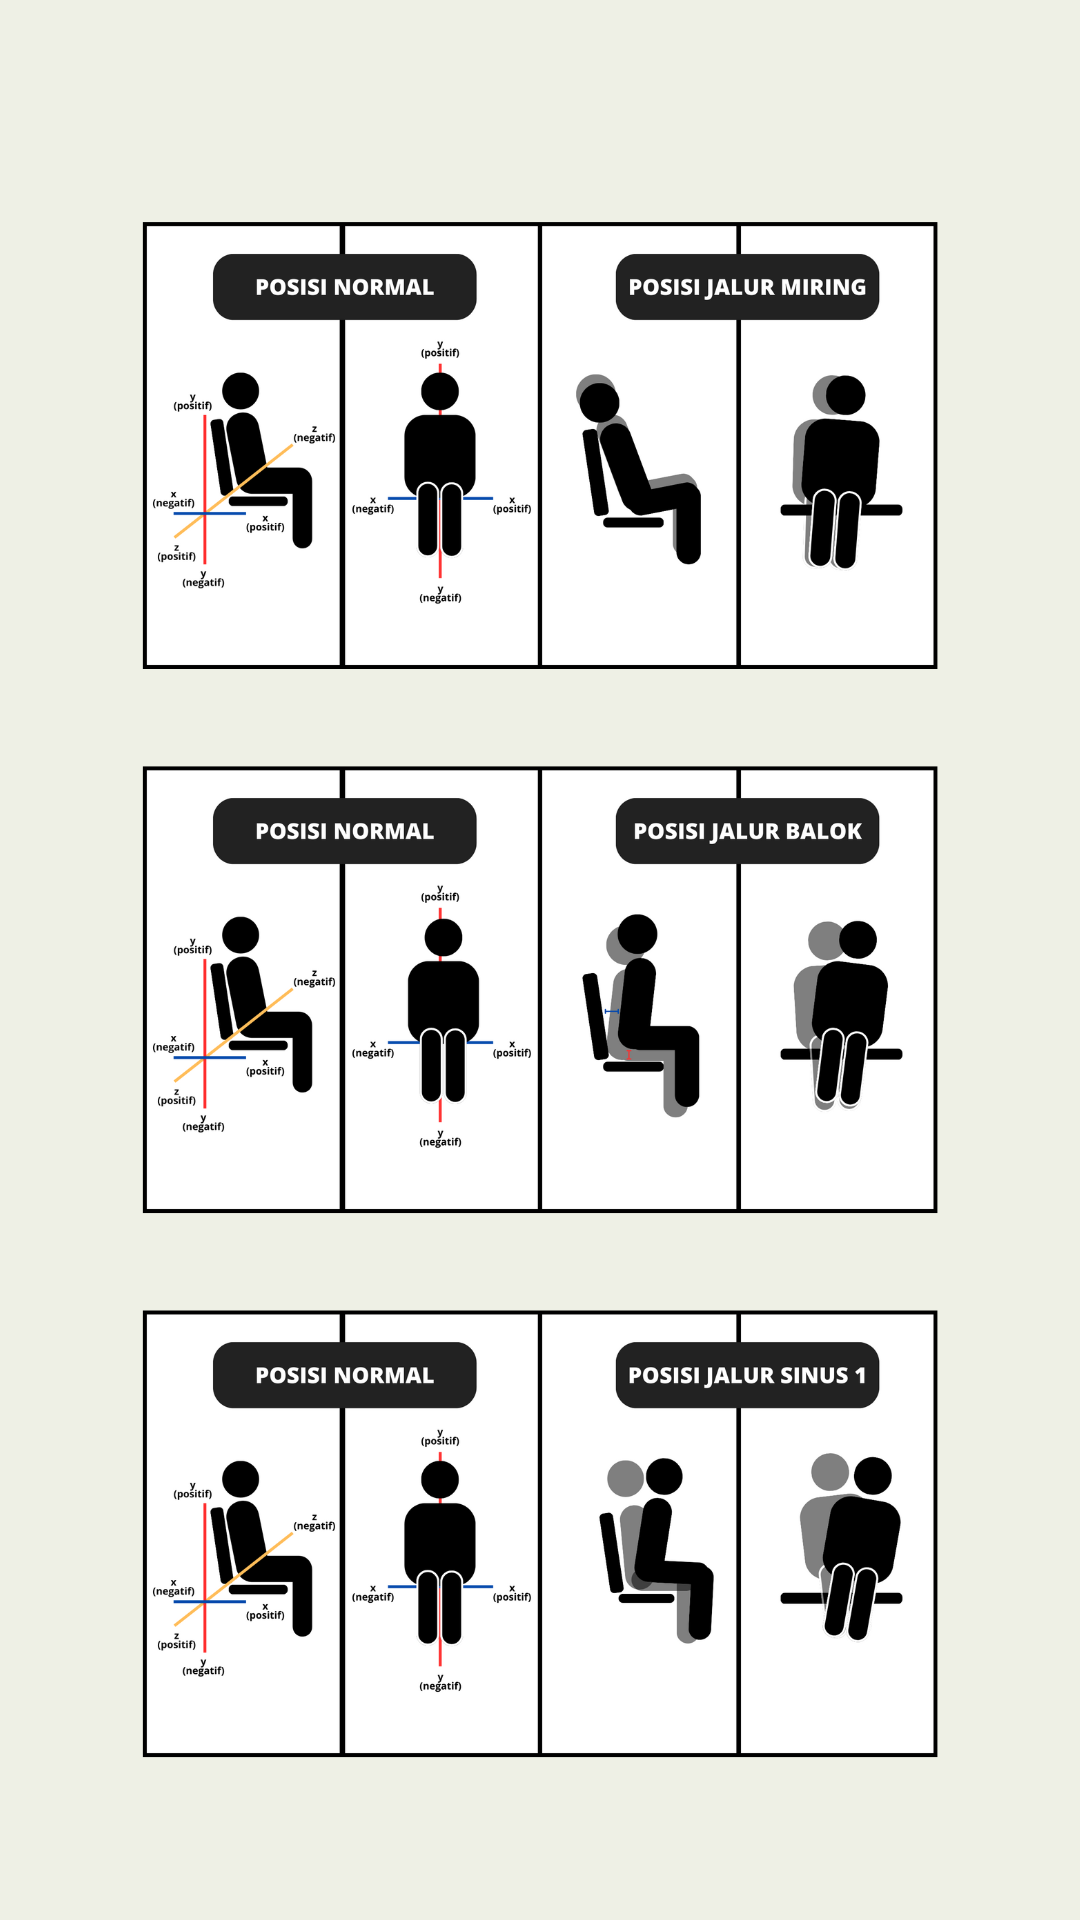 POSISI NORMAL
POSISI JALUR MIRING
y
(positif)
z
(negatif)
x
(negatif)
x
(positif)
z
(positif)
y
(negatif)
y
(positif)
x
(negatif)
x
(positif)
y
(negatif)
POSISI NORMAL
POSISI JALUR BALOK
y
(positif)
z
(negatif)
x
(negatif)
x
(positif)
z
(positif)
y
(negatif)
y
(positif)
x
(negatif)
x
(positif)
y
(negatif)
POSISI NORMAL
POSISI JALUR SINUS 1
y
(positif)
z
(negatif)
x
(negatif)
x
(positif)
z
(positif)
y
(negatif)
y
(positif)
x
(negatif)
x
(positif)
y
(negatif)